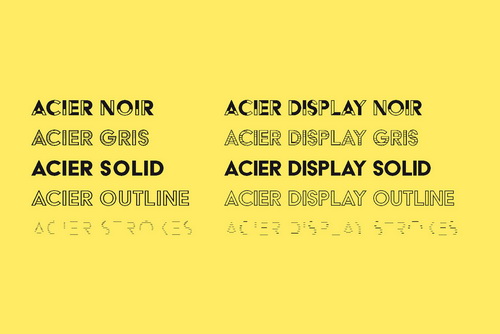 ACIER NOIR
ACIER GRIS
ACIER SOLID
ACIER OUTLINE
ACIER STROKES
ACIER DISPLAY NOIR
ACIER DISPLAY GRIS
ACIER DISPLAY SOLID
ACIER DISPLAY OUTLINE
ACIER DISPLAY STROKES